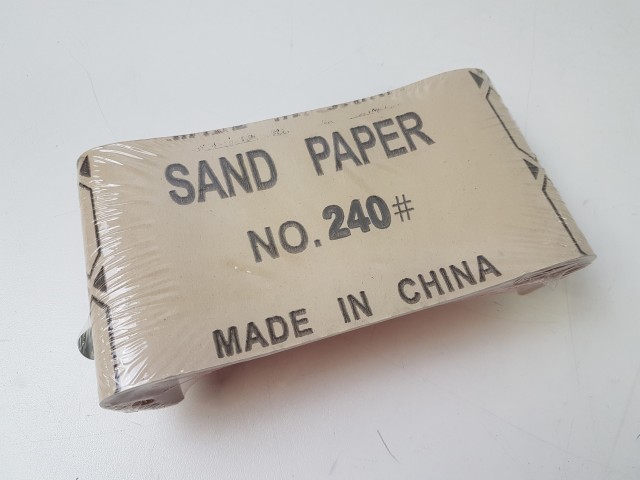 SAND PAPER
NO. 240#
MADE IN CHINA